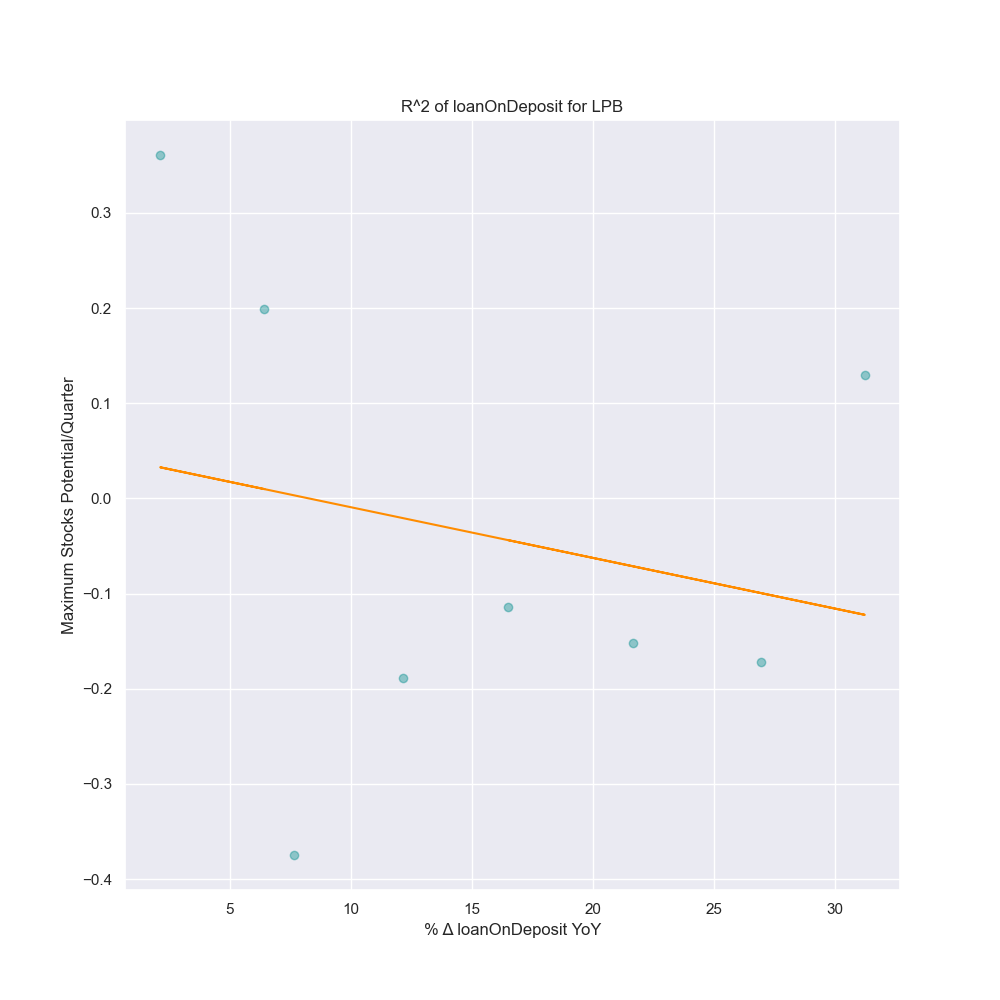 R^2 of loanOnDeposit for LPB
Maximum Stocks Potential/Quarter
0.3
0.2
0.1
0.0
−0.1
−0.2
−0.3
−0.4
5 10 15 20 25 30
% Δ loanOnDeposit YoY